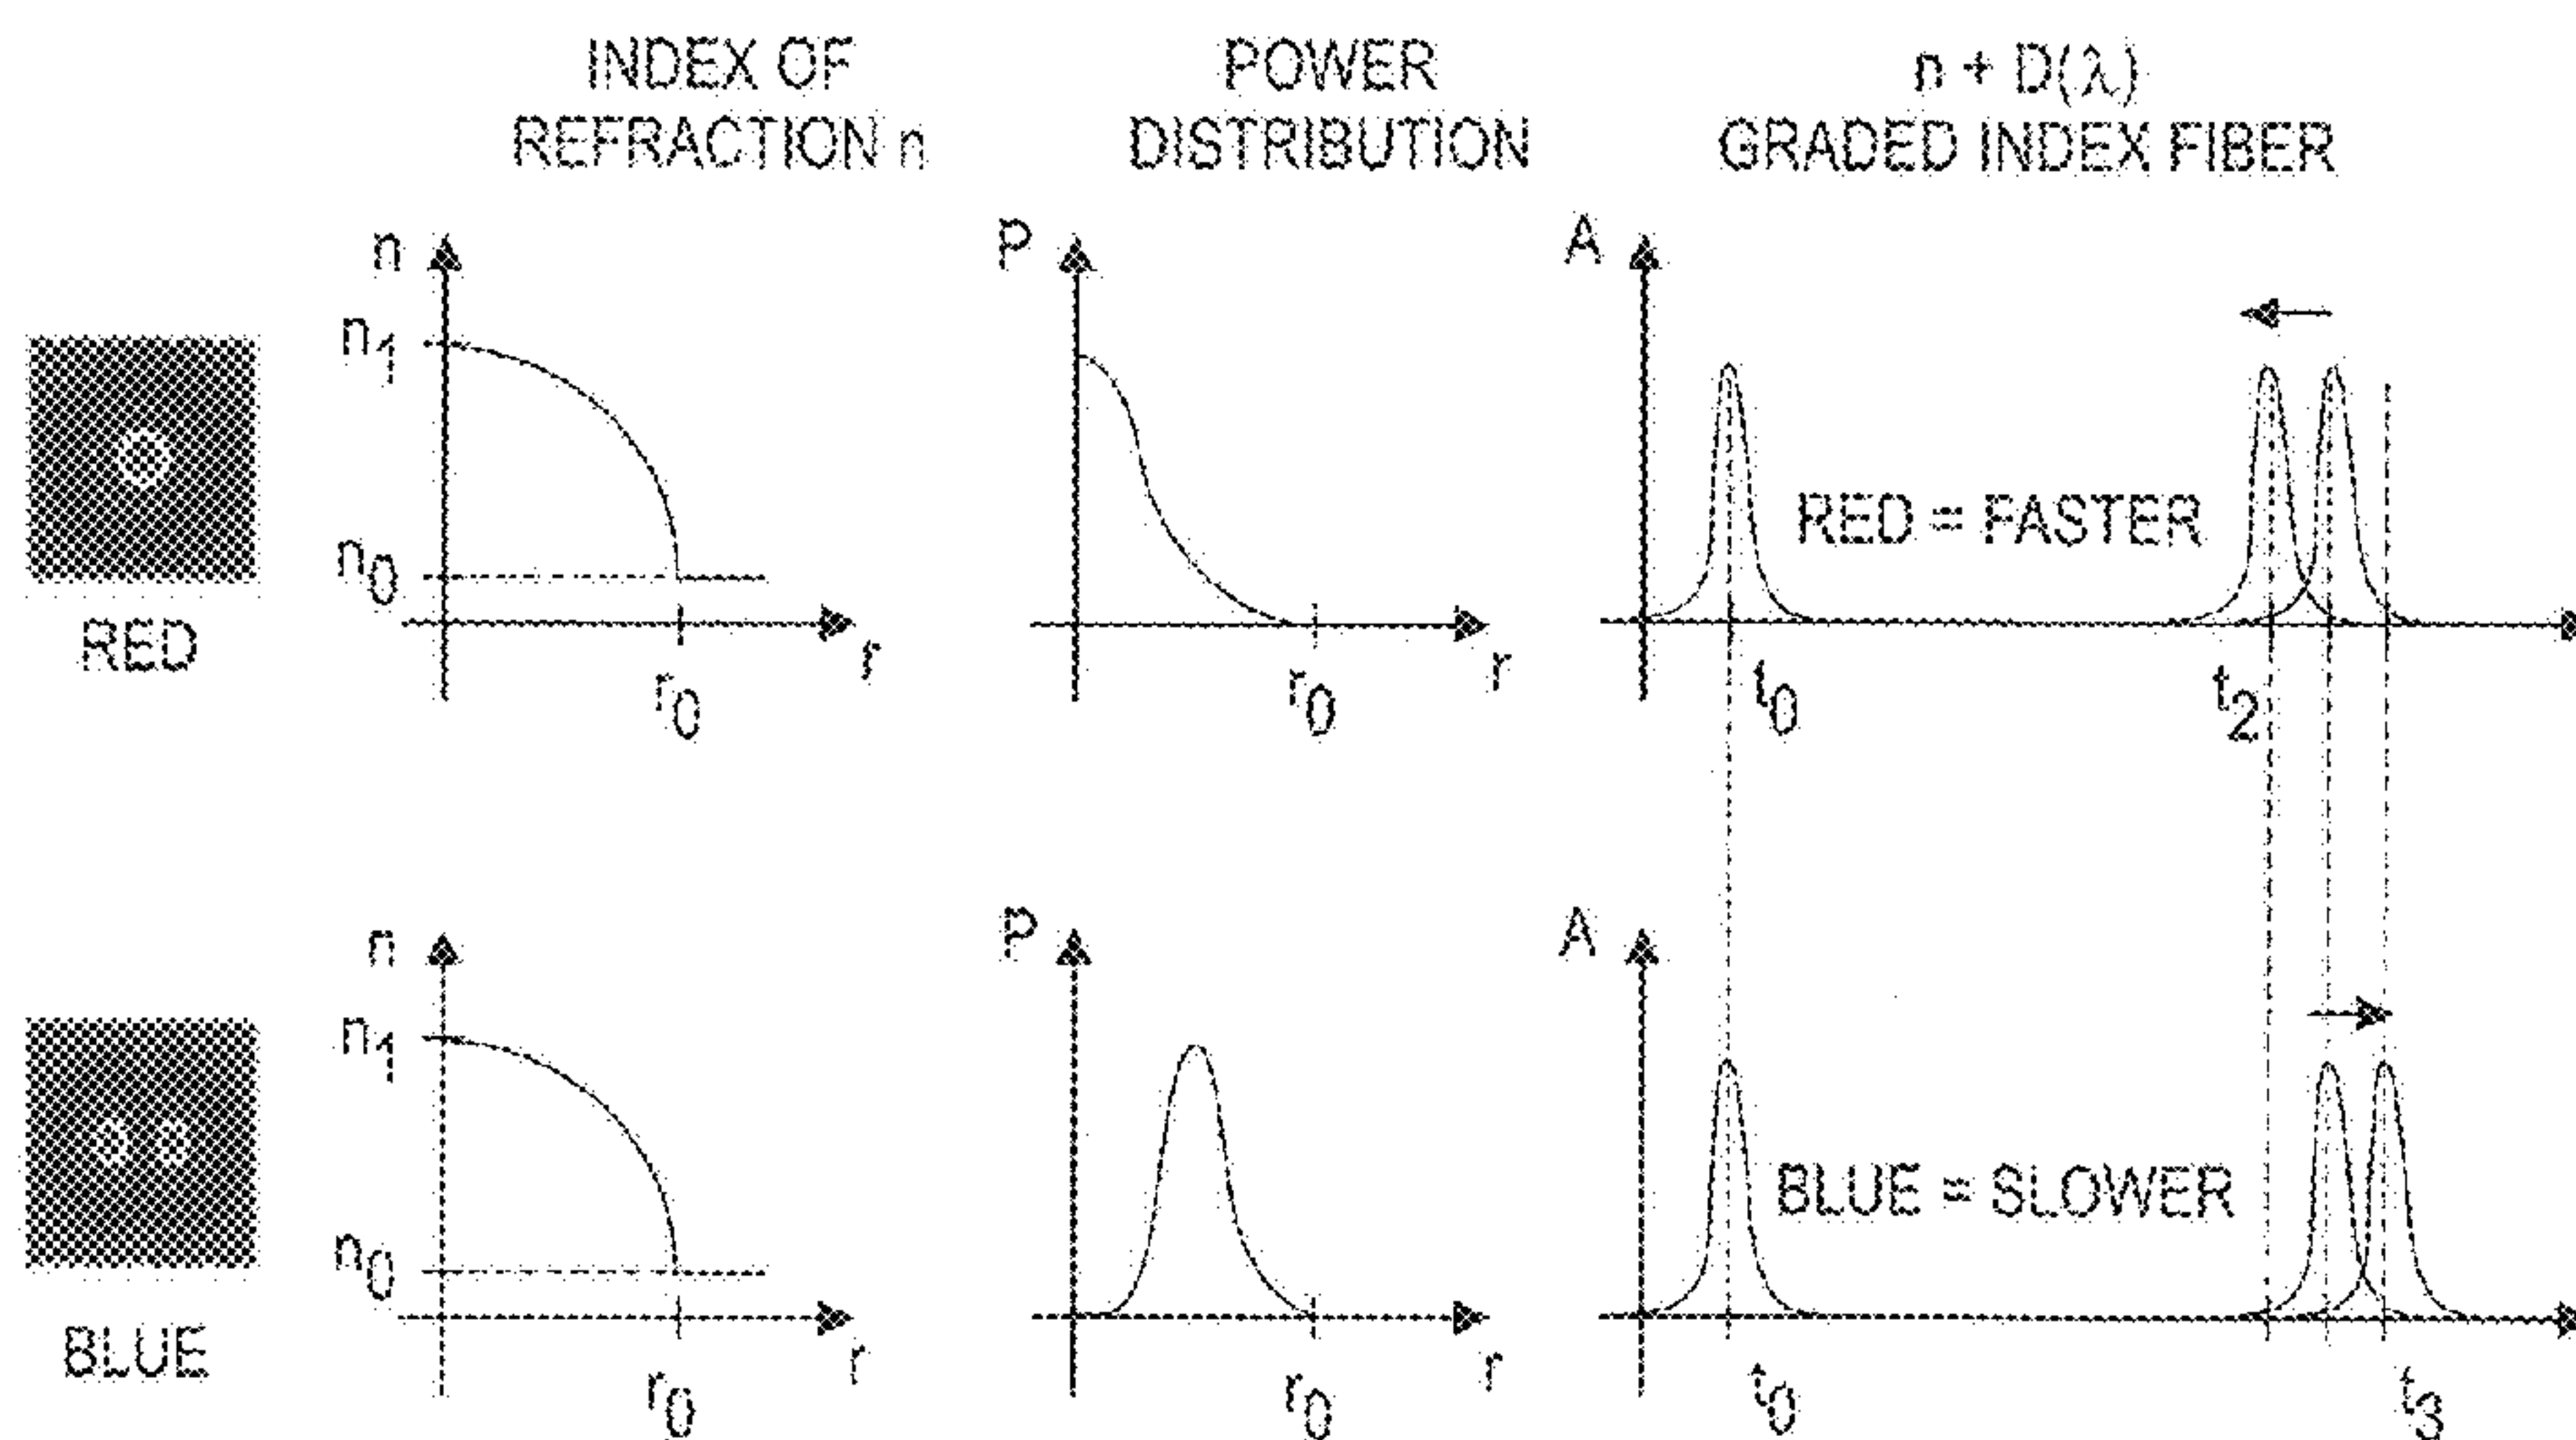 INDEX OF
REFRACTION n
POWER
DISTRIBUTION
n + D(λ)
GRADED INDEX FIBER
n
n1
n0
r0
r
RED
P
r0
r
A
RED = FASTER
t0
t2
n
n1
n0
r0
r
BLUE
P
r0
r
A
BLUE = SLOWER
t0
t3